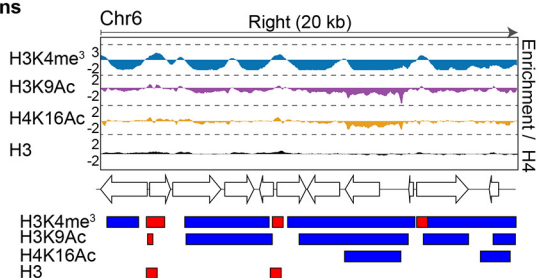 ns
Chr6
Right (20 kb)
H3K4me³ 3
-2
H3K9Ac 2
-2
H4K16Ac 2
-2
H3 2
-2
Enrichment / H4
H3K4me³
H3K9Ac
H4K16Ac
H3